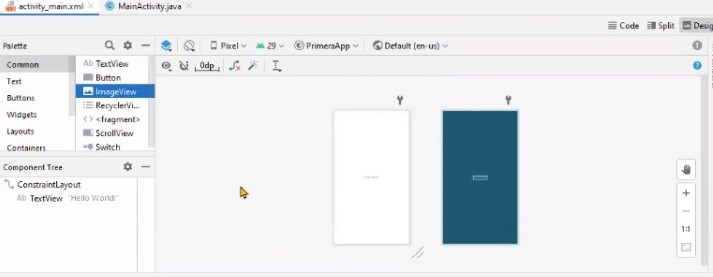 activity_main.xml × MainActivity.java ×
Code Split Desig
Palette Pixel 29 PrimeraApp Default (en-us)
Common Ab TextView 0dp
Text Button
Buttons ImageView
Widgets RecyclerVi...
Layouts <fragment>
Containers ScrollView
Switch
Component Tree
ConstraintLayout
Ab TextView "Hello World!"
1:1